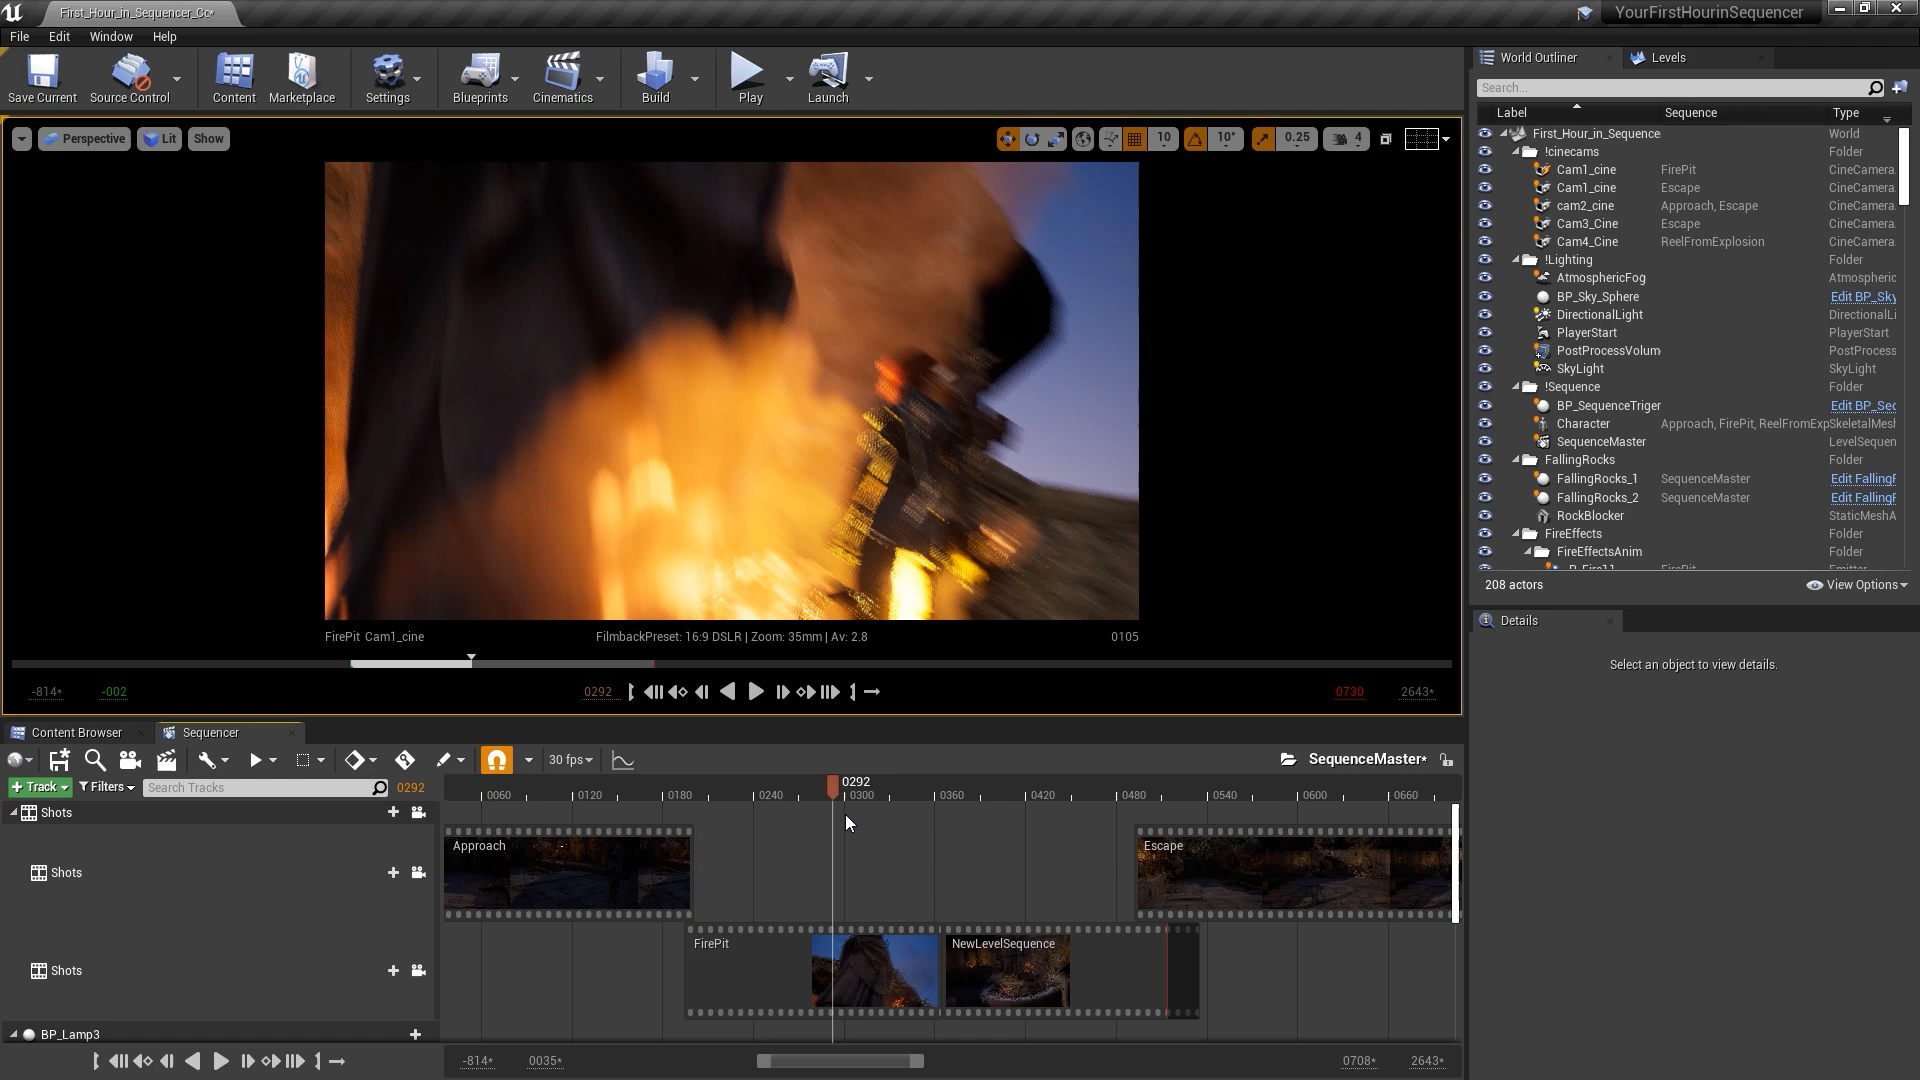 First_Hour_in_Sequencer_Cc*
YourFirstHourinSequencer
File Edit Window Help
Save Current Source Control Content Marketplace Settings Blueprints Cinematics Build Play Launch
Perspective Lit Show
10 10° 0.25 4
FirePit Cam1_cine
FilmbackPreset: 16:9 DSLR | Zoom: 35mm | Av: 2.8
0105
-814* -002 0292 0730 2643*
World Outliner Levels
Search...
Label Sequence Type
First_Hour_in_Sequence World
!cinecams Folder
Cam1_cine FirePit CineCamera
Cam1_cine Escape CineCamera
cam2_cine Approach, Escape CineCamera
Cam3_Cine Escape CineCamera
Cam4_Cine ReelFromExplosion CineCamera
!Lighting Folder
AtmosphericFog Atmospheric
BP_Sky_Sphere Edit BP_Sky
DirectionalLight DirectionalLi
PlayerStart PlayerStart
PostProcessVolum PostProcess
SkyLight SkyLight
!Sequence Folder
BP_SequenceTriger Edit BP_Sec
Character Approach, FirePit, ReelFromExp SkeletalMesh
SequenceMaster LevelSequen
FallingRocks Folder
FallingRocks_1 SequenceMaster Edit FallingF
FallingRocks_2 SequenceMaster Edit FallingF
RockBlocker StaticMeshA
FireEffects Folder
FireEffectsAnim Folder
208 actors
View Options
Details
Select an object to view details.
Content Browser Sequencer
30 fps
SequenceMaster*
+ Track Filters Search Tracks 0292
0292
0060 0120 0180 0240 0300 0360 0420 0480 0540 0600 0660
Shots
Approach Escape
Shots
FirePit NewLevelSequence
Shots
BP_Lamp3
-814* 0035* 0708* 2643*